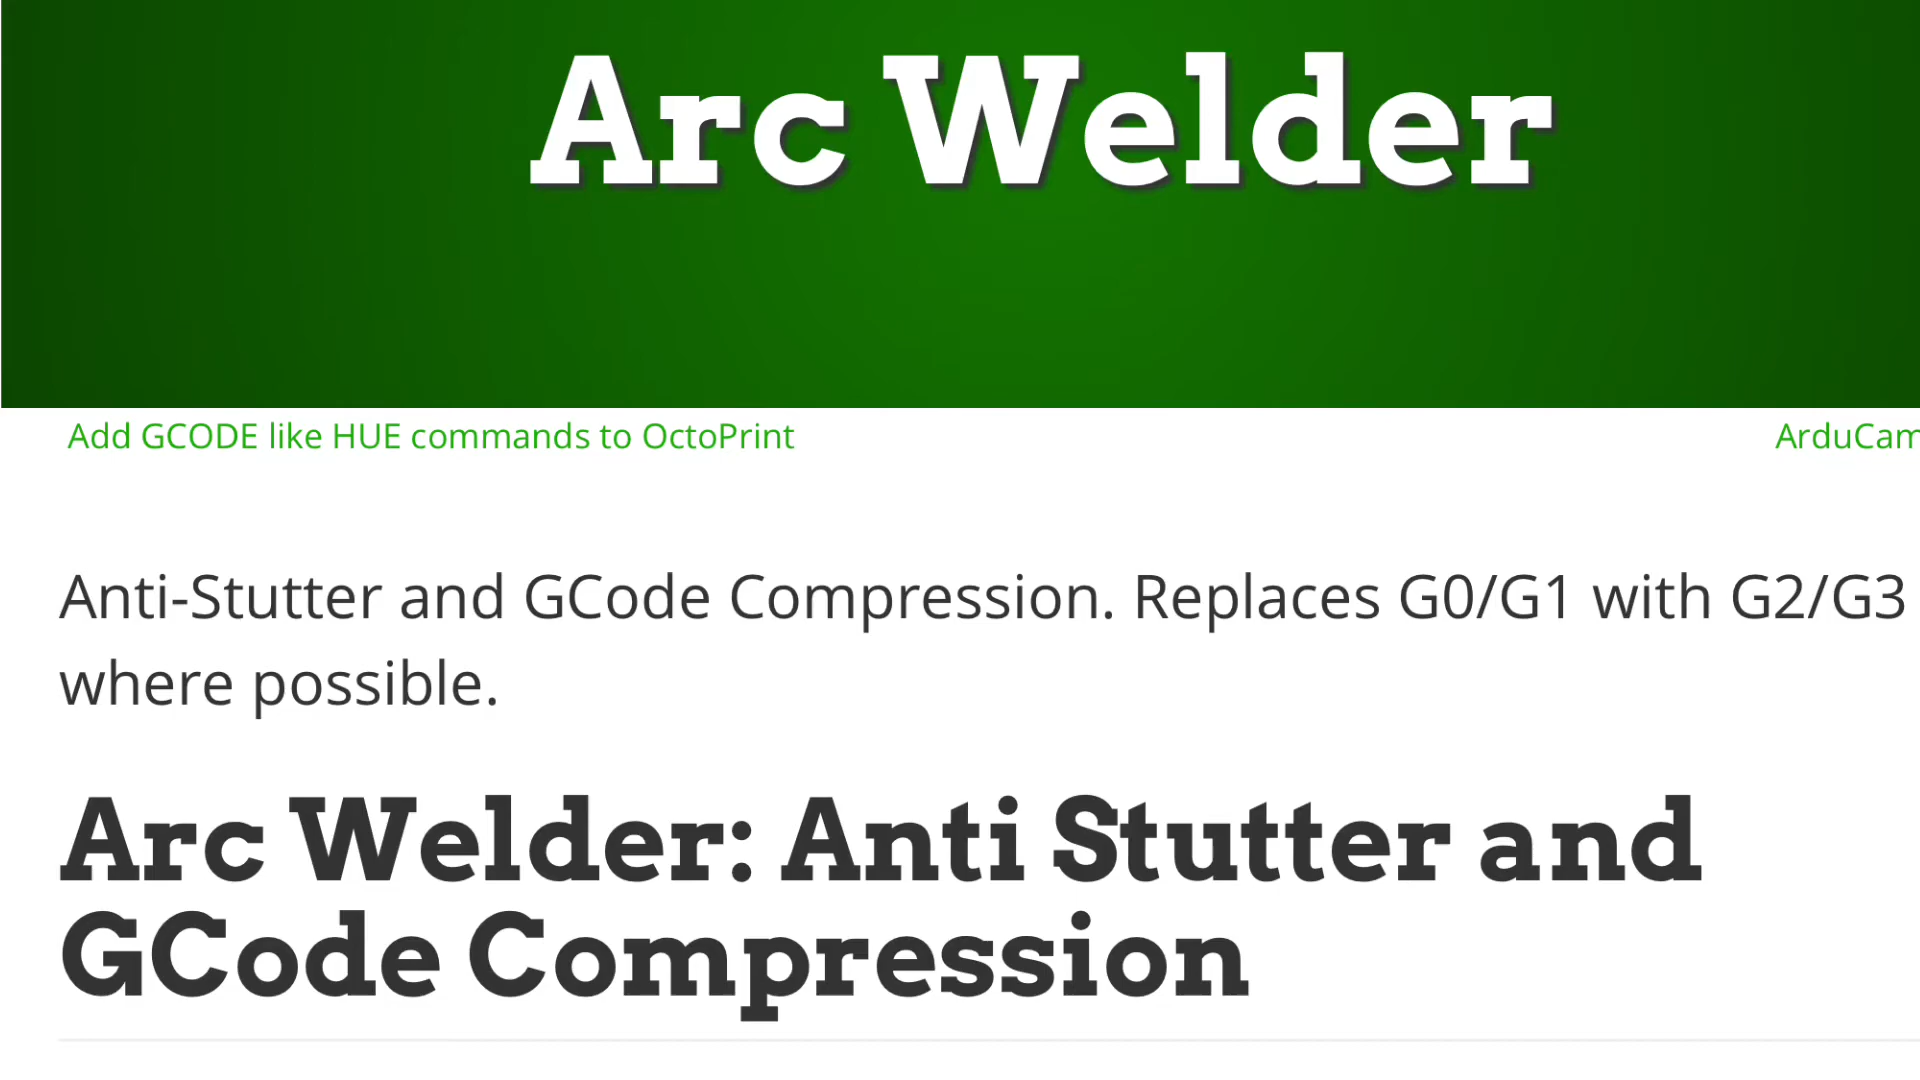 Arc Welder
Add GCODE like HUE commands to OctoPrint
ArduCam
Anti-Stutter and GCode Compression. Replaces G0/G1 with G2/G3
where possible.
Arc Welder: Anti Stutter and
GCode Compression